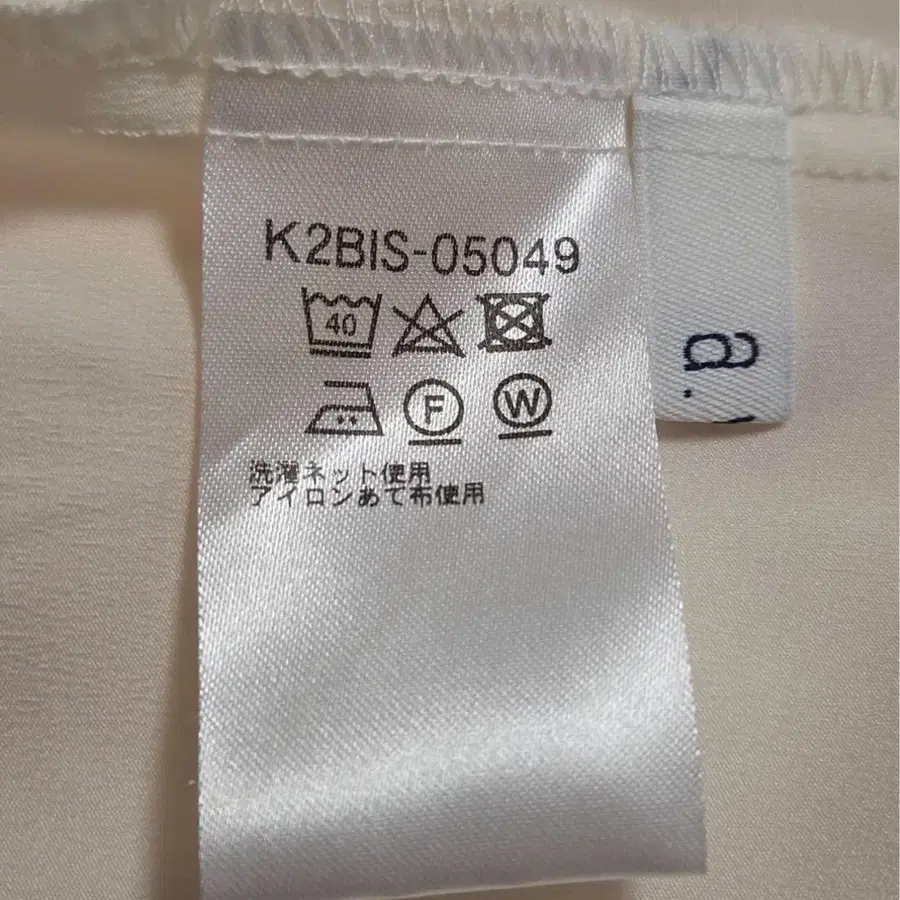 K2BIS-05049
40
F W
洗濯ネット使用
アイロンあて布使用
a.